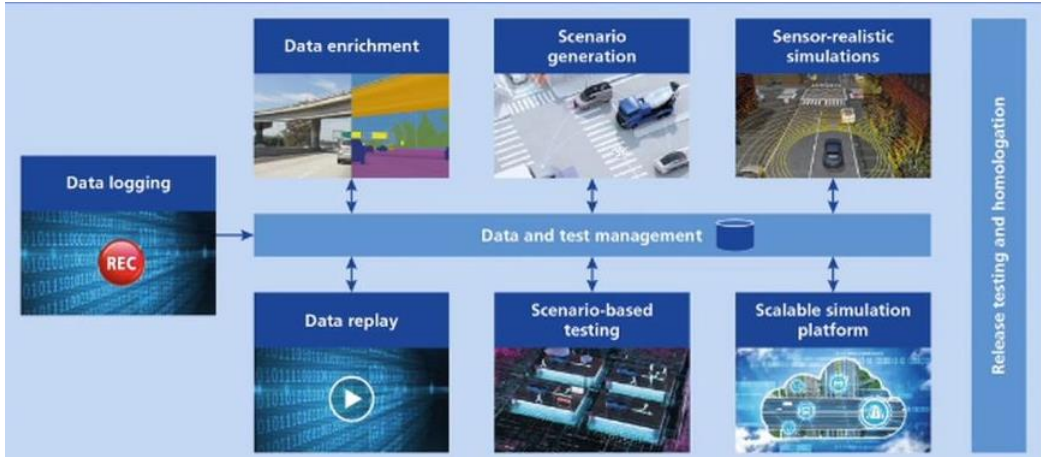 Data enrichment
Scenario
generation
Sensor-realistic
simulations
Data logging
REC
Data and test management
Data replay
Scenario-based
testing
Scalable simulation
platform
Release testing and homologation